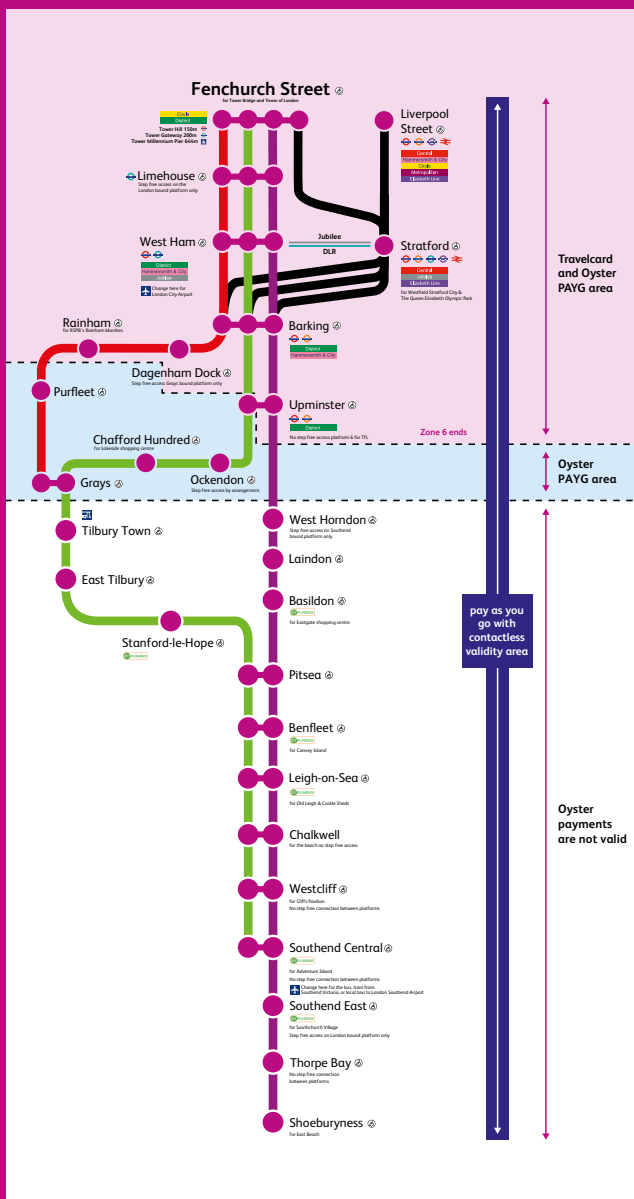 Fenchurch Street
for Tower Bridge and Tower of London
Circle
District
Tower Hill 150m
Tower Gateway 200m
Tower Millennium Pier 644m
Liverpool
Street
Central
Hammersmith & City
Circle
Metropolitan
Elizabeth Line
Limehouse
Step free access on the
London bound platform only
West Ham
District
Hammersmith & City
Jubilee
Change here for
London City Airport
Jubilee
DLR
Stratford
Central
Jubilee
Elizabeth Line
for Westfield Stratford City &
The Queen Elizabeth Olympic Park
Travelcard
and Oyster
PAYG area
Rainham
for RSPB's Rainham Marshes
Barking
District
Hammersmith & City
Dagenham Dock
Step free access Grays bound platform only
Purfleet
Upminster
District
No step free access platform 6 for TfL
Zone 6 ends
Chafford Hundred
for Lakeside shopping centre
Ockendon
Step free access by arrangement
Grays
Oyster
PAYG area
Tilbury Town
West Horndon
Step free access on Southend
bound platform only
Laindon
East Tilbury
Basildon
for Eastgate shopping centre
pay as you
go with
contactless
validity area
Stanford-le-Hope
Pitsea
Benfleet
for Canvey Island
Leigh-on-Sea
for Old Leigh & Cockle Sheds
Oyster
payments
are not valid
Chalkwell
for the beach no step free access
Westcliff
for Cliffs Pavilion
No step free connection between platforms
Southend Central
for Adventure Island
No step free connection between platforms
Change here for the bus, train from
Southend Victoria, or local taxi to London Southend Airport
Southend East
for Southchurch Village
Step free access on London bound platform only
Thorpe Bay
No step free connection
between platforms
Shoeburyness
for East Beach